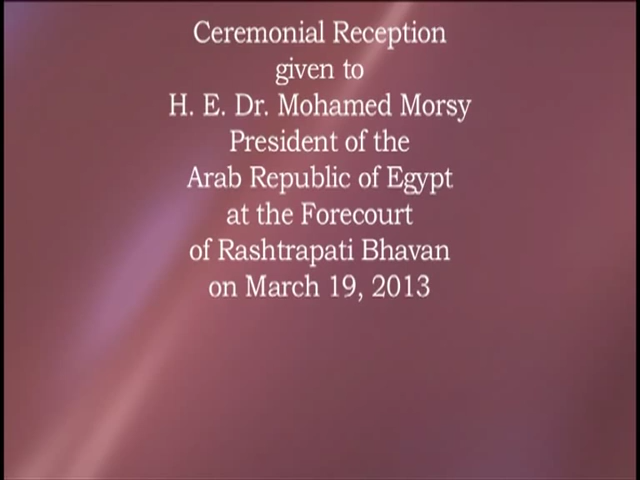 Ceremonial Reception
given to
H. E. Dr. Mohamed Morsy
President of the
Arab Republic of Egypt
at the Forecourt
of Rashtrapati Bhavan
on March 19, 2013